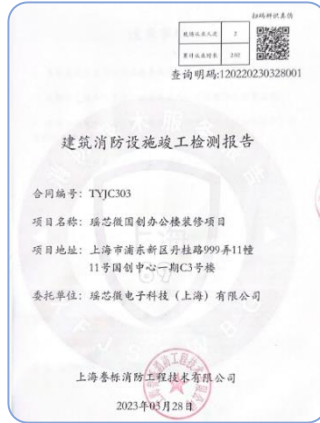 扫码辨识真伪
2
查询明码:120220230328001
建筑消防设施竣工检测报告
合同编号：TYJC303
项目名称：瑶芯微国创办公楼装修项目
项目地址：上海市浦东新区丹桂路999弄11幢
11号国创中心一期C3号楼
委托单位：瑶芯微电子科技（上海）有限公司
上海誉栎消防工程技术有限公司
2023年03月28日